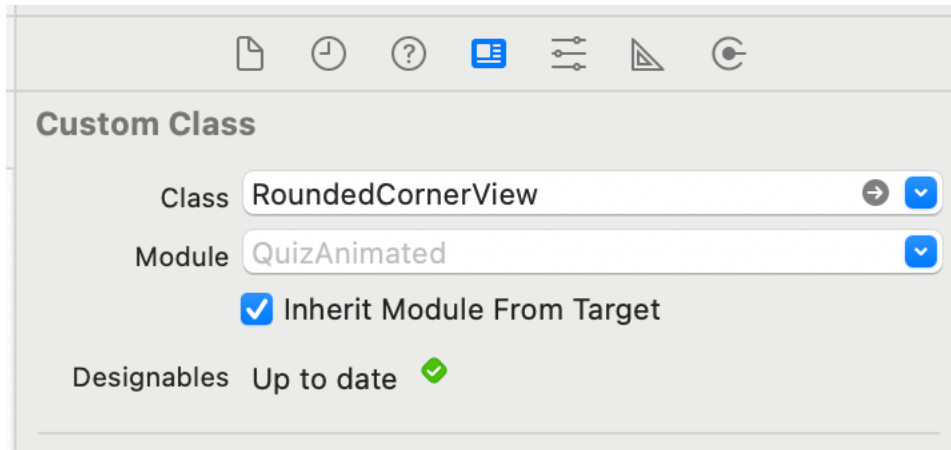 Custom Class
Class RoundedCornerView
Module QuizAnimated
Inherit Module From Target
Designables Up to date